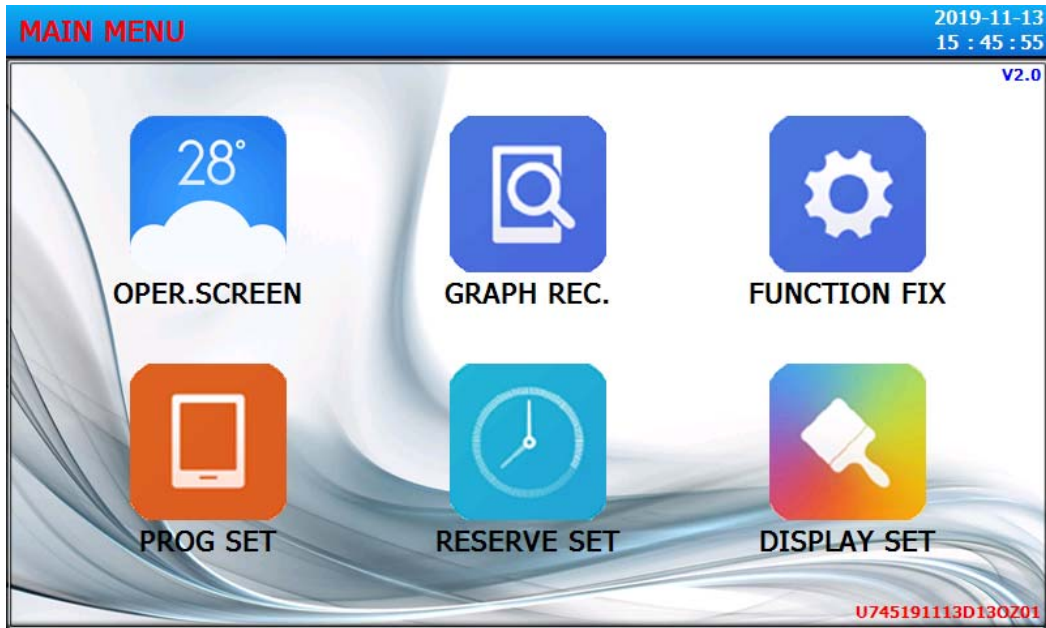 MAIN MENU
2019-11-13
15 : 45 : 55
V2.0
28°
OPER.SCREEN
GRAPH REC.
FUNCTION FIX
PROG SET
RESERVE SET
DISPLAY SET
U745191113D13OZ01